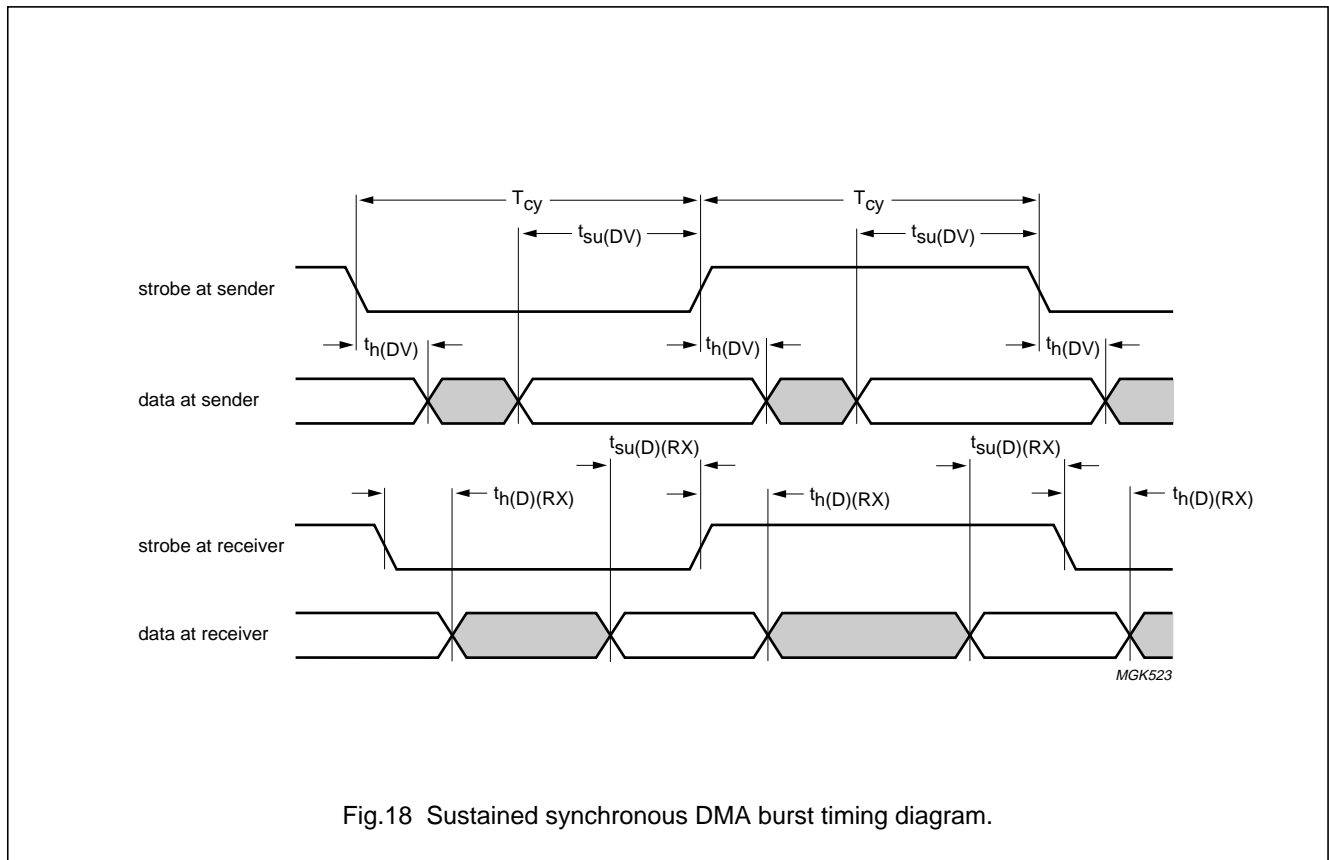 Tcy Tcy
tsu(DV) tsu(DV)
strobe at sender
th(DV) th(DV) th(DV)
data at sender
tsu(D)(RX) tsu(D)(RX)
th(D)(RX) th(D)(RX) th(D)(RX)
strobe at receiver
data at receiver
MGK523
Fig.18 Sustained synchronous DMA burst timing diagram.